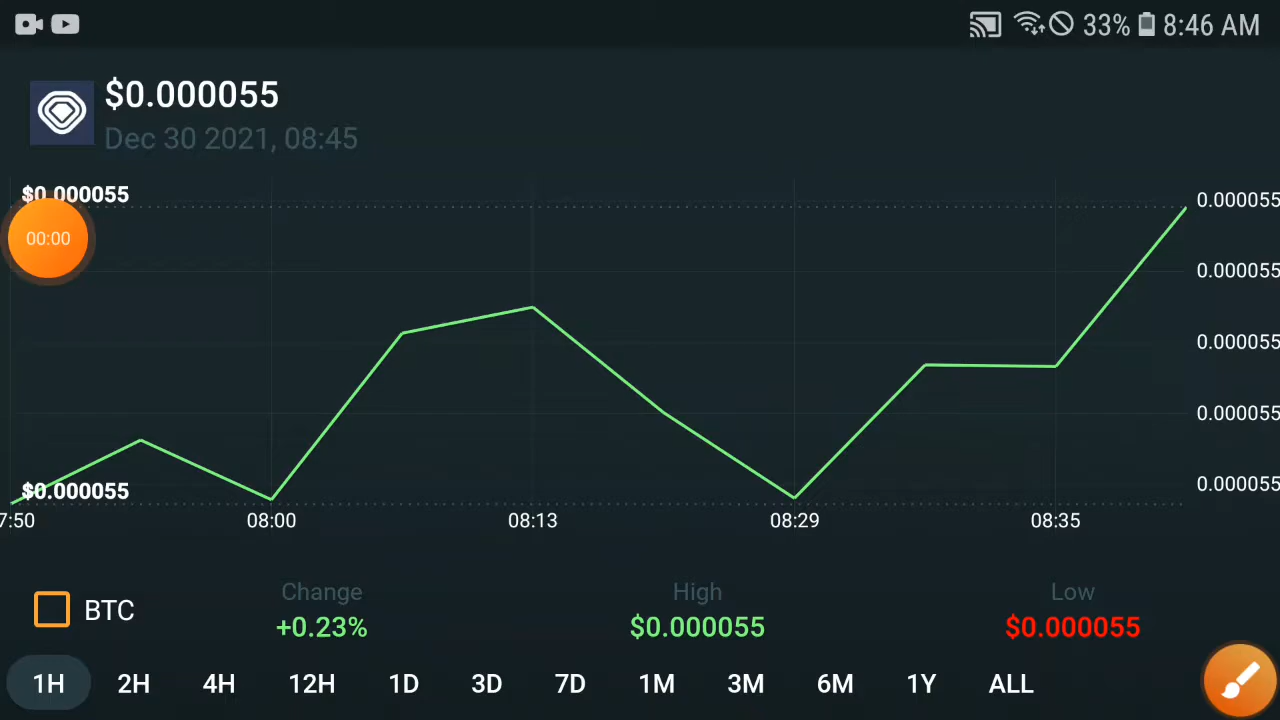 33% 8:46 AM
$0.000055
Dec 30 2021, 08:45
$0.000055
0.000055
00:00
0.000055
0.000055
0.000055
$0.000055
0.000055
7:50 08:00 08:13 08:29 08:35
BTC
Change High Low
+0.23% $0.000055 $0.000055
1H 2H 4H 12H 1D 3D 7D 1M 3M 6M 1Y ALL